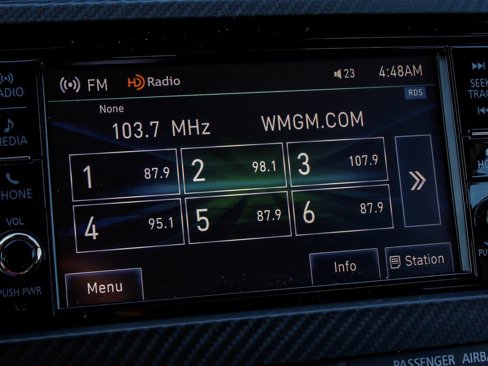 RADIO
MEDIA
PHONE
VOL
PUSH PWR
FM HD Radio 23 4:48AM
RDS
None
103.7 MHz WMGM.COM
1 87.9 2 98.1 3 107.9
4 95.1 5 87.9 6 87.9
Menu Info Station
SEEK
TRACK
PASSENGER AIRBAG